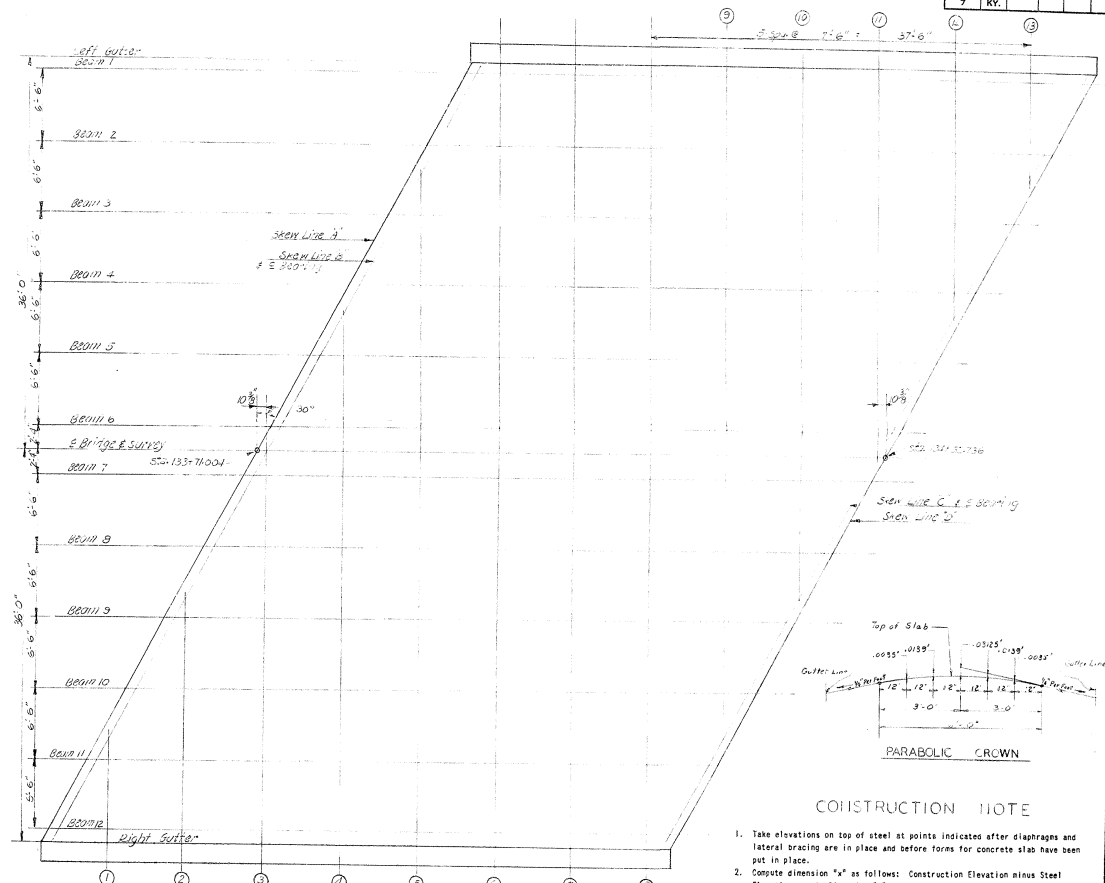 7 KY.
9 10 11 13
7'-6" = 37'-6"
Left Gutter
Beam 1
6'-6"
Beam 2
6'-6"
Beam 3
6'-6"
Skew Line 'A'
Skew Line 'B'
& ℄ Bearing
Beam 4
36'-0"
6'-6"
Beam 5
6'-6"
10 3/8"
30°
10 3/8"
Beam 6
℄ Bridge & Survey
Sta. 133+71.004
Beam 7
6'-6"
Skew Line 'C' & ℄ Bearing
Skew Line 'D'
Beam 8
6'-6"
Beam 9
36'-0"
6'-6"
Beam 10
6'-6"
Beam 11
6'-6"
Beam 12
Right Gutter
1 2 3
Top of Slab
.0035' .0139' .03125' .0139' .0035'
Gutter Line Gutter Line
1/4" Per Foot 1/4" Per Foot
12" 12" 12" 12" 12" 12"
3'-0" 3'-0"
PARABOLIC CROWN
CONSTRUCTION NOTE
1. Take elevations on top of steel at points indicated after diaphragms and
lateral bracing are in place and before forms for concrete slab have been
put in place.
2. Compute dimension "x" as follows: Construction Elevation minus Steel